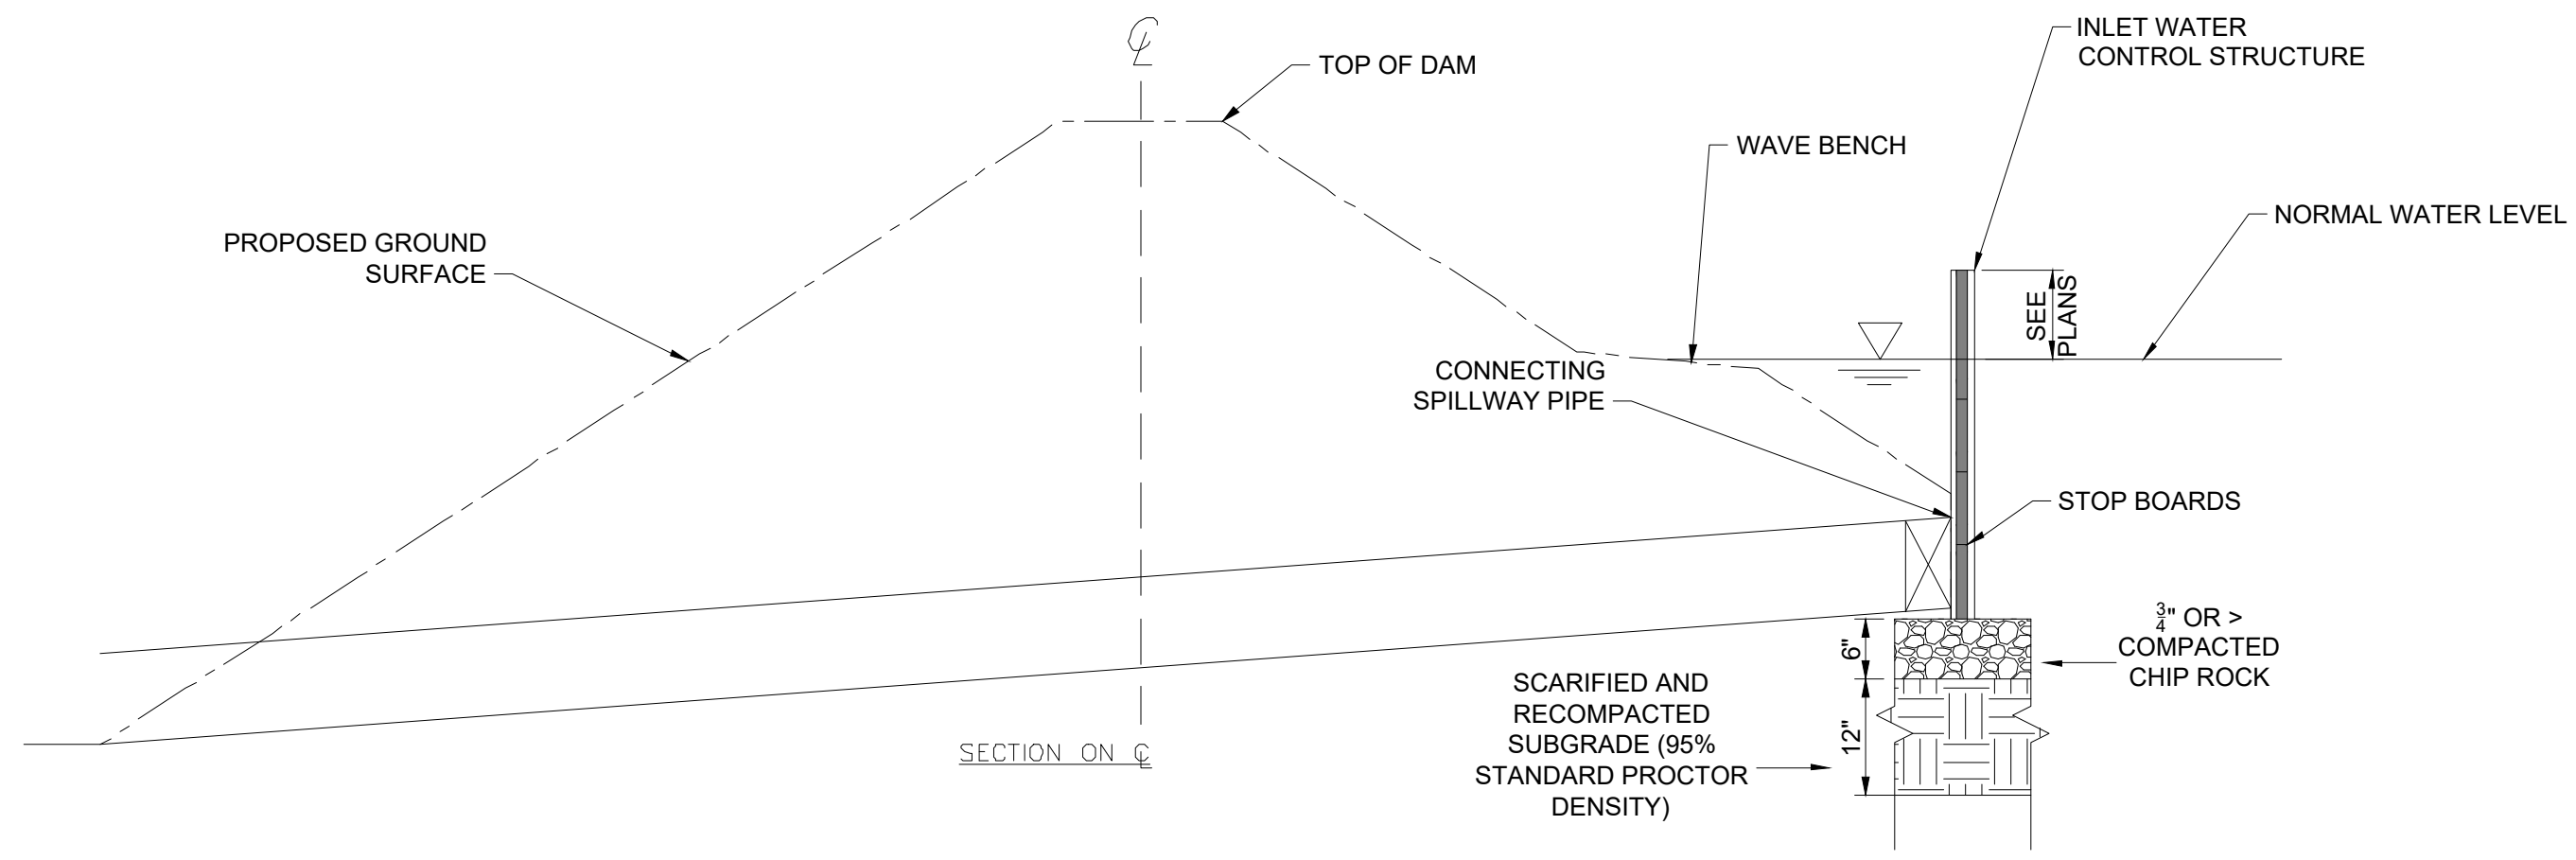 ℄
TOP OF DAM
INLET WATER
CONTROL STRUCTURE
WAVE BENCH
NORMAL WATER LEVEL
PROPOSED GROUND
SURFACE
SEE
PLANS
CONNECTING
SPILLWAY PIPE
STOP BOARDS
6"
3/4" OR >
COMPACTED
CHIP ROCK
SCARIFIED AND
RECOMPACTED
SUBGRADE (95%
STANDARD PROCTOR
DENSITY)
12"
SECTION ON ℄